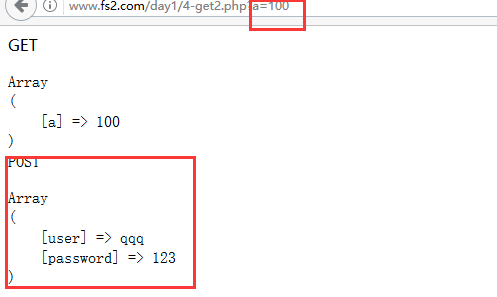 www.fs2.com/day1/4-get2.php?a=100
GET
Array
(
[a] => 100
)
POST
Array
(
[user] => qqq
[password] => 123
)